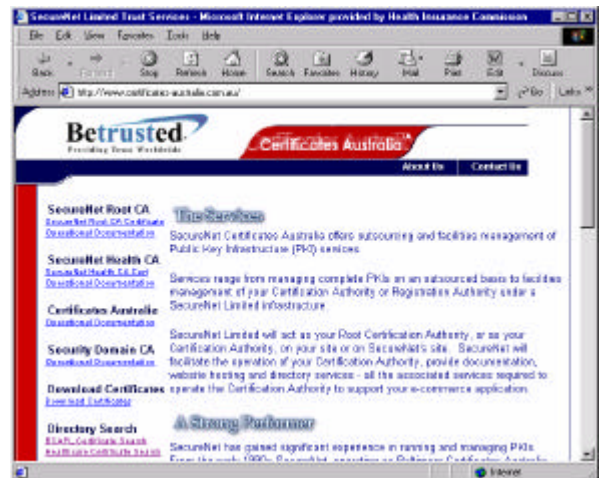 SecureNet Limited Trust Services - Microsoft Internet Explorer provided by Health Insurance Commission
File Edit View Favorites Tools Help
Back Forward Stop Refresh Home Search Favorites History Mail Print Edit Discuss
Address http://www.certificates-australia.com.au/ Go Links
Betrusted
Providing Trust Worldwide
Certificates Australia
About Us Contact Us
SecureNet Root CA
SecureNet Root CA Certificate
Operational Documentation
SecureNet Health CA
SecureNet Health CA Cert
Operational Documentation
Certificates Australia
Operational Documentation
Security Domain CA
Operational Documentation
Download Certificates
Download Certificates
Directory Search
Certificate Search
Healthcare Certificate Search
The Services
SecureNet Certificates Australia offers outsourcing and facilities management of
Public Key Infrastructure (PKI) services.
Services range from managing complete PKIs on an outsourced basis to facilities
management of your Certification Authority or Registration Authority under a
SecureNet Limited infrastructure.
SecureNet Limited will act as your Root Certification Authority, or as your
Certification Authority, on your site or on SecureNet's site. SecureNet will
facilitate the operation of your Certification Authority, provide documentation,
website hosting and directory services - all the associated services required to
operate the Certification Authority to support your e-commerce application.
A Strong Performer
SecureNet has gained significant experience in running and managing PKIs.
From the early 1990s SecureNet, operating as Baltimore Certificates Australia
Internet